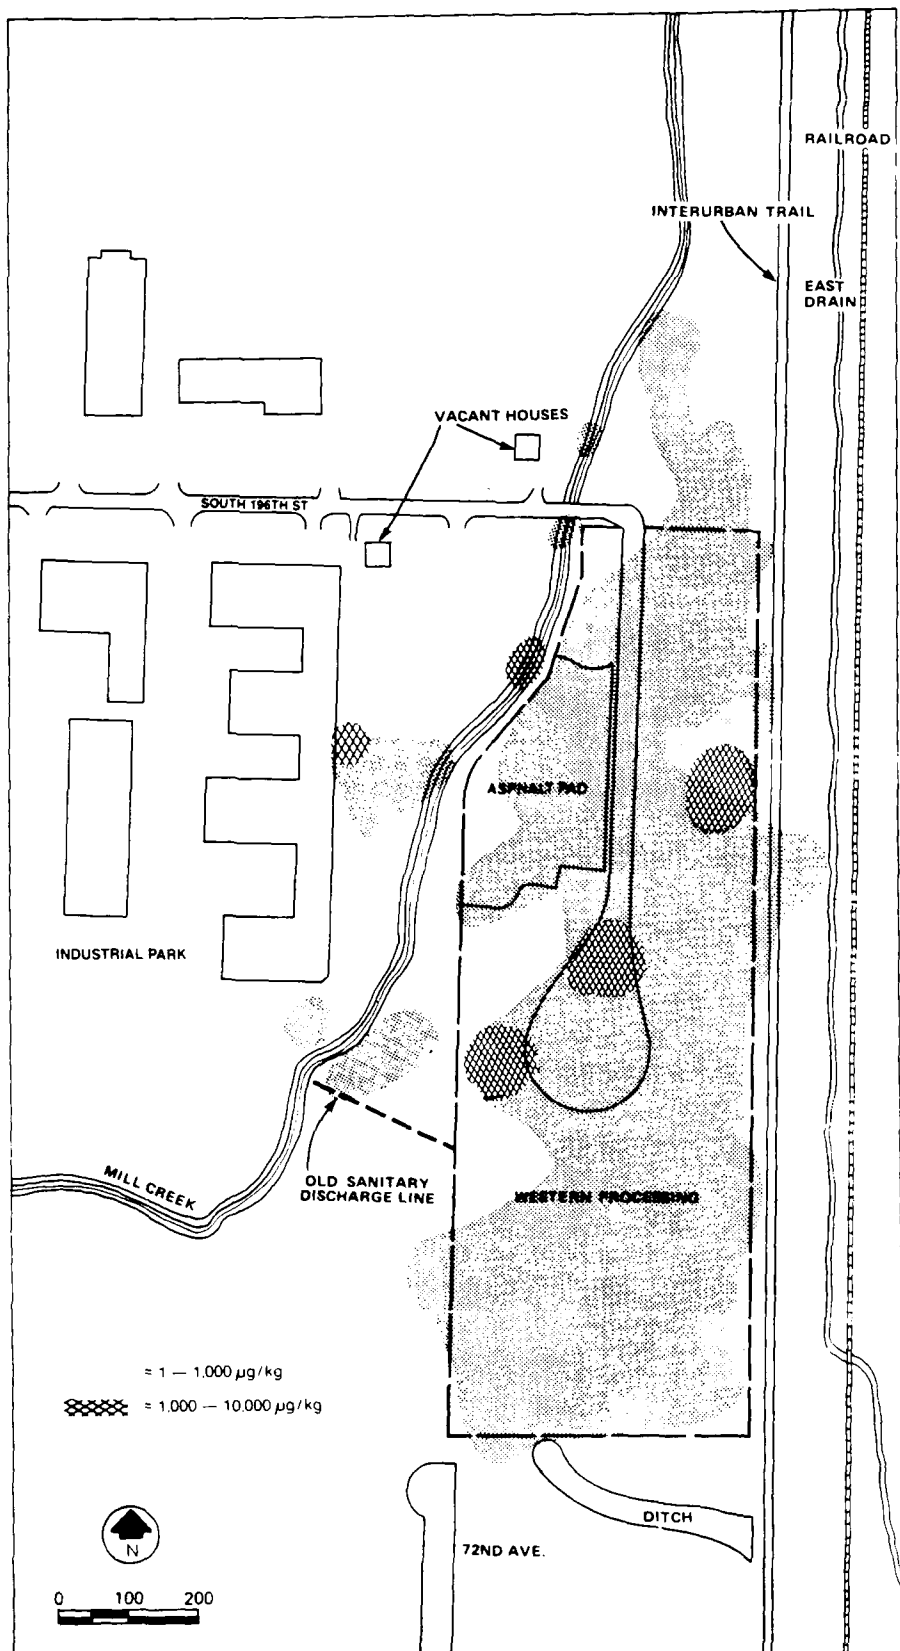 RAILROAD
INTERURBAN TRAIL
EAST
DRAIN
VACANT HOUSES
SOUTH 196TH ST
ASPHALT PAD
INDUSTRIAL PARK
OLD SANITARY
DISCHARGE LINE
MILL CREEK
WESTERN PROCESSING
= 1 — 1,000 µg/kg
= 1,000 — 10,000 µg/kg
DITCH
N
72ND AVE.
0 100 200